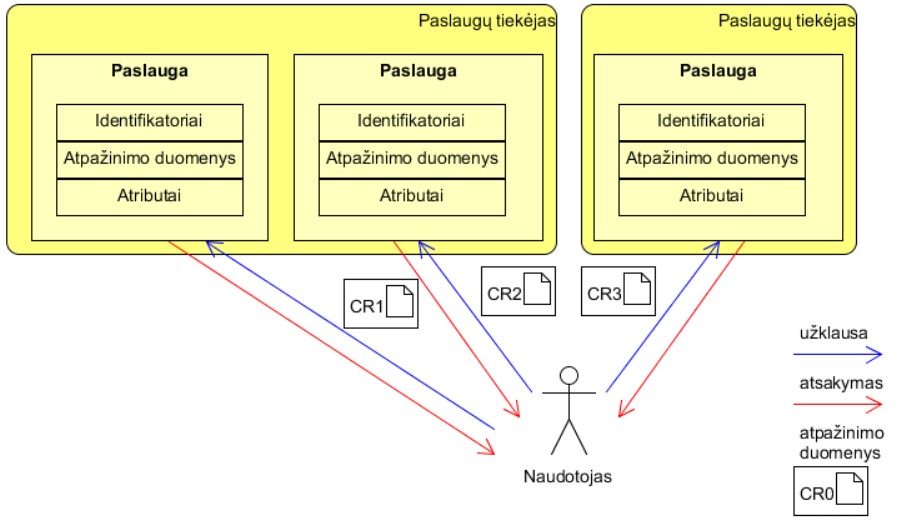 Paslaugų tiekėjas
Paslauga
Identifikatoriai
Atpažinimo duomenys
Atributai
Paslauga
Identifikatoriai
Atpažinimo duomenys
Atributai
Paslaugų tiekėjas
Paslauga
Identifikatoriai
Atpažinimo duomenys
Atributai
CR1
CR2
CR3
Naudotojas
užklausa
atsakymas
atpažinimo
duomenys
CR0